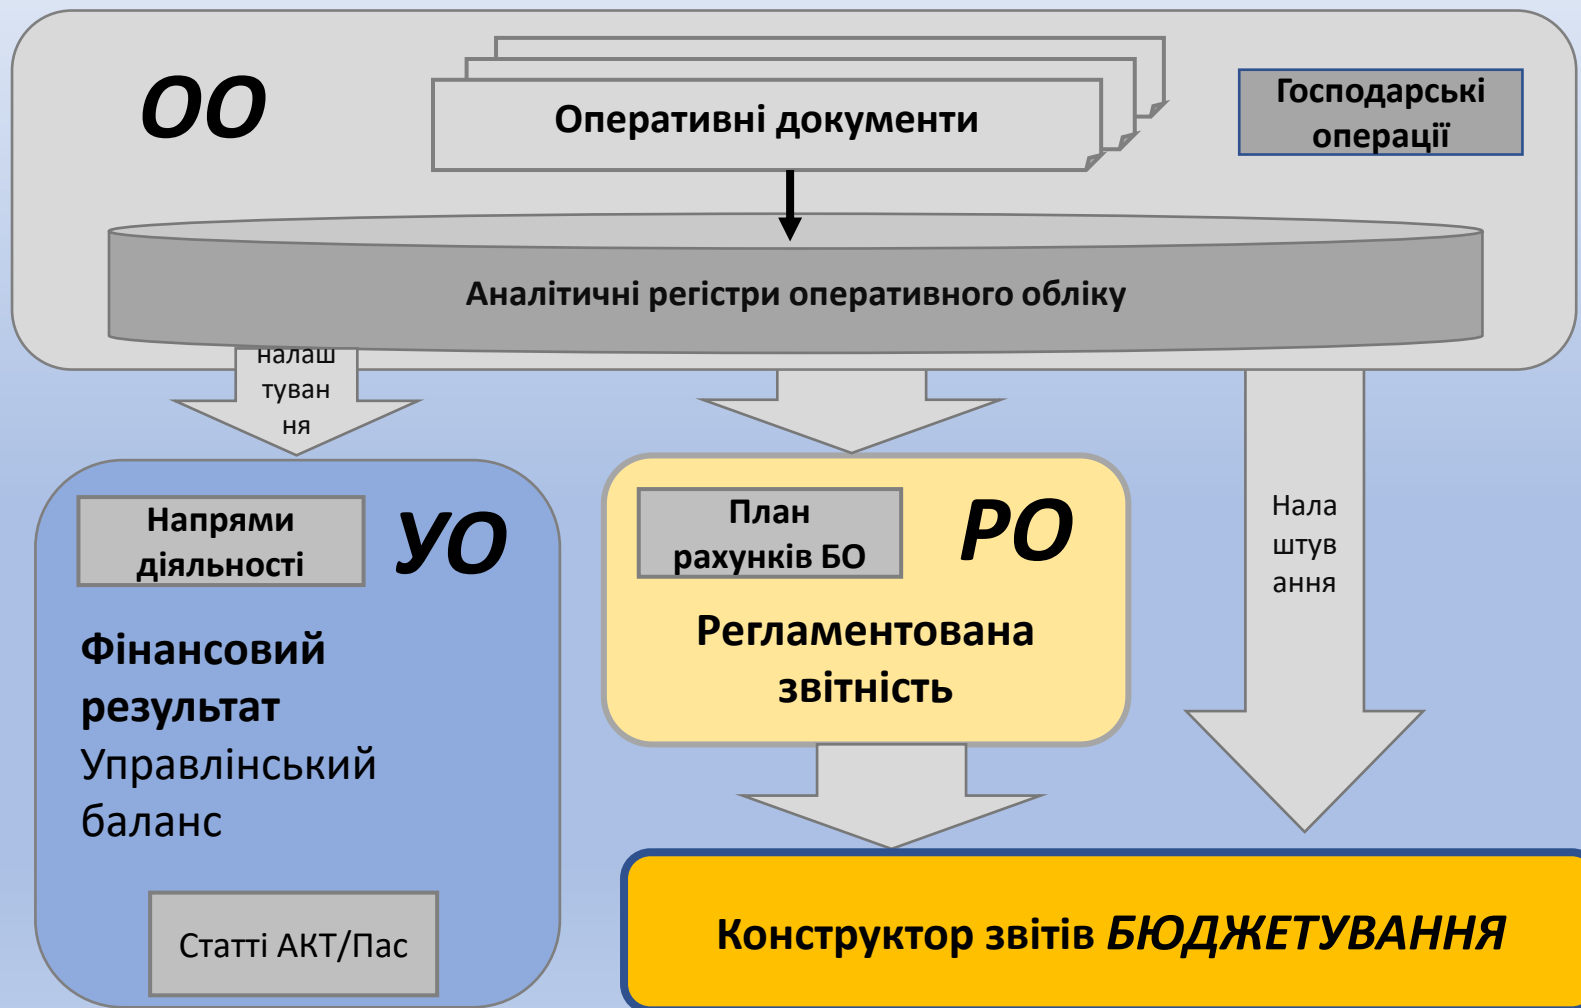 ОО
Оперативні документи
Господарські
операції
Аналітичні регістри оперативного обліку
налаш
туван
ня
Напрями
діяльності
УО
Фінансовий
результат
Управлінський
баланс
Статті АКТ/Пас
План
рахунків БО
РО
Регламентована
звітність
Нала
штув
ання
Конструктор звітів БЮДЖЕТУВАННЯ